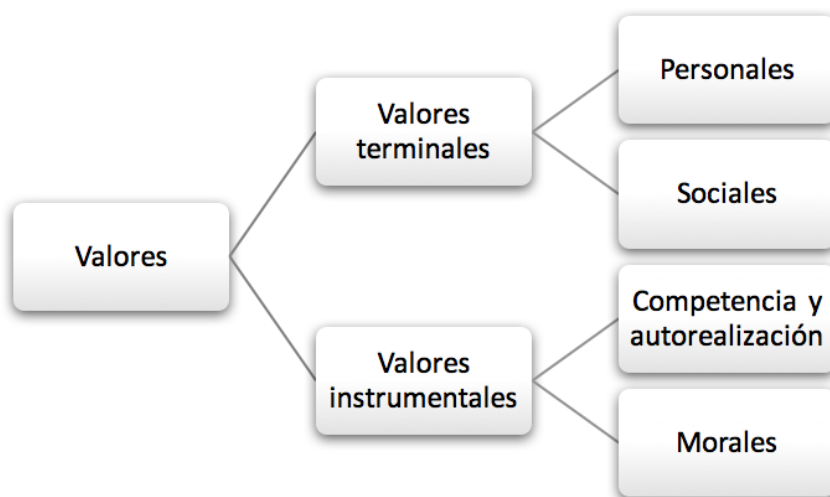 Valores
Valores
terminales
Personales
Sociales
Valores
instrumentales
Competencia y
autorealización
Morales